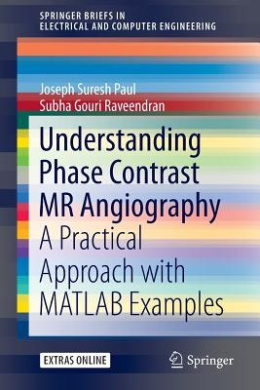 SPRINGER BRIEFS IN
ELECTRICAL AND COMPUTER ENGINEERING
Joseph Suresh Paul
Subha Gouri Raveendran
Understanding
Phase Contrast
MR Angiography
A Practical
Approach with
MATLAB Examples
EXTRAS ONLINE
Springer